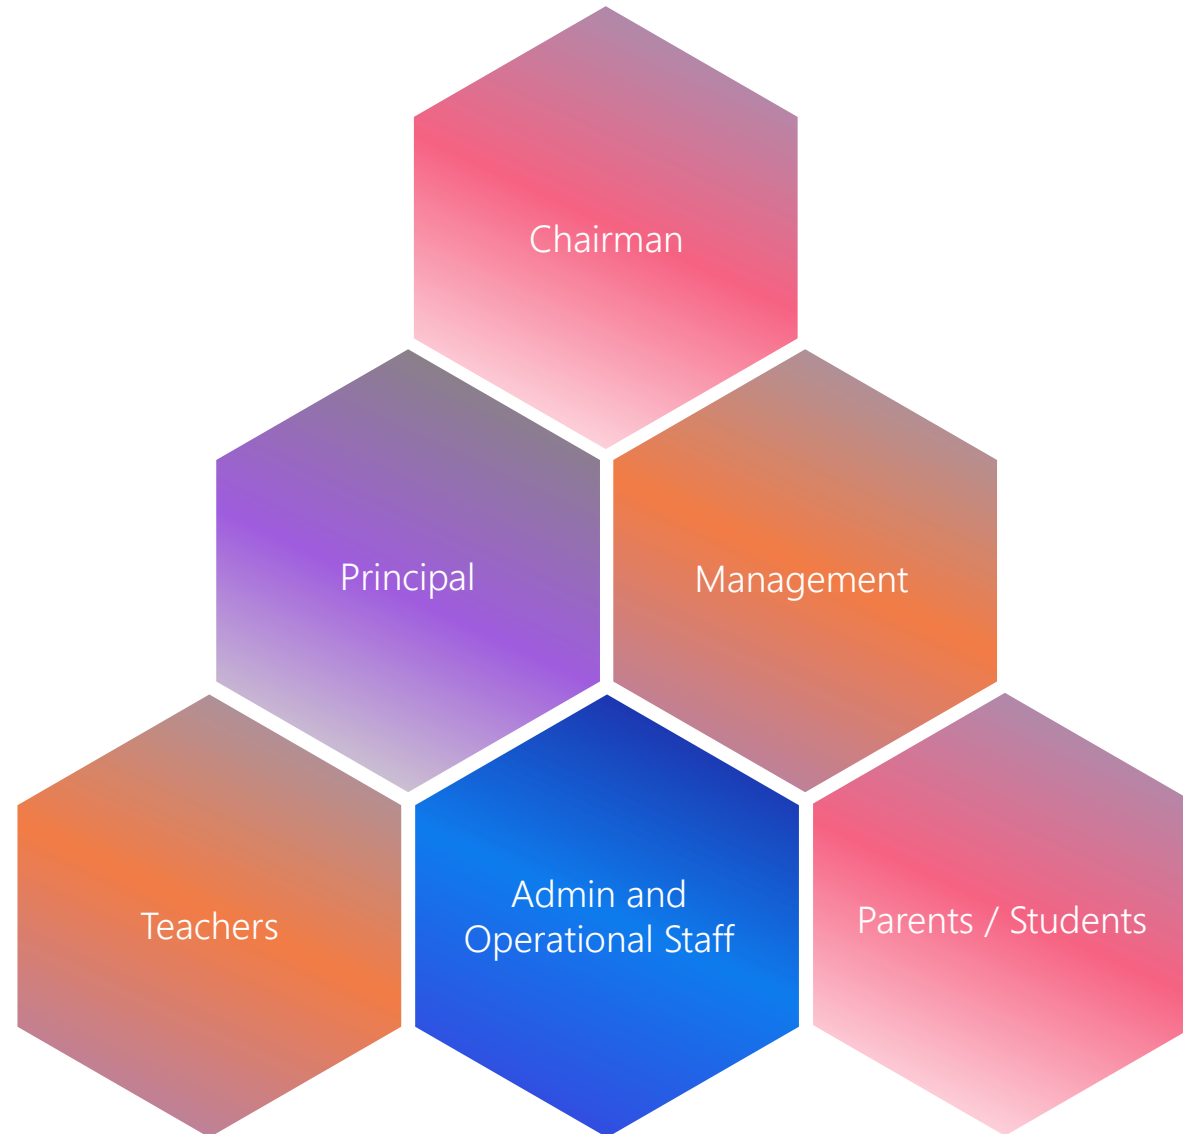 Chairman
Principal
Management
Teachers
Admin and
Operational Staff
Parents / Students